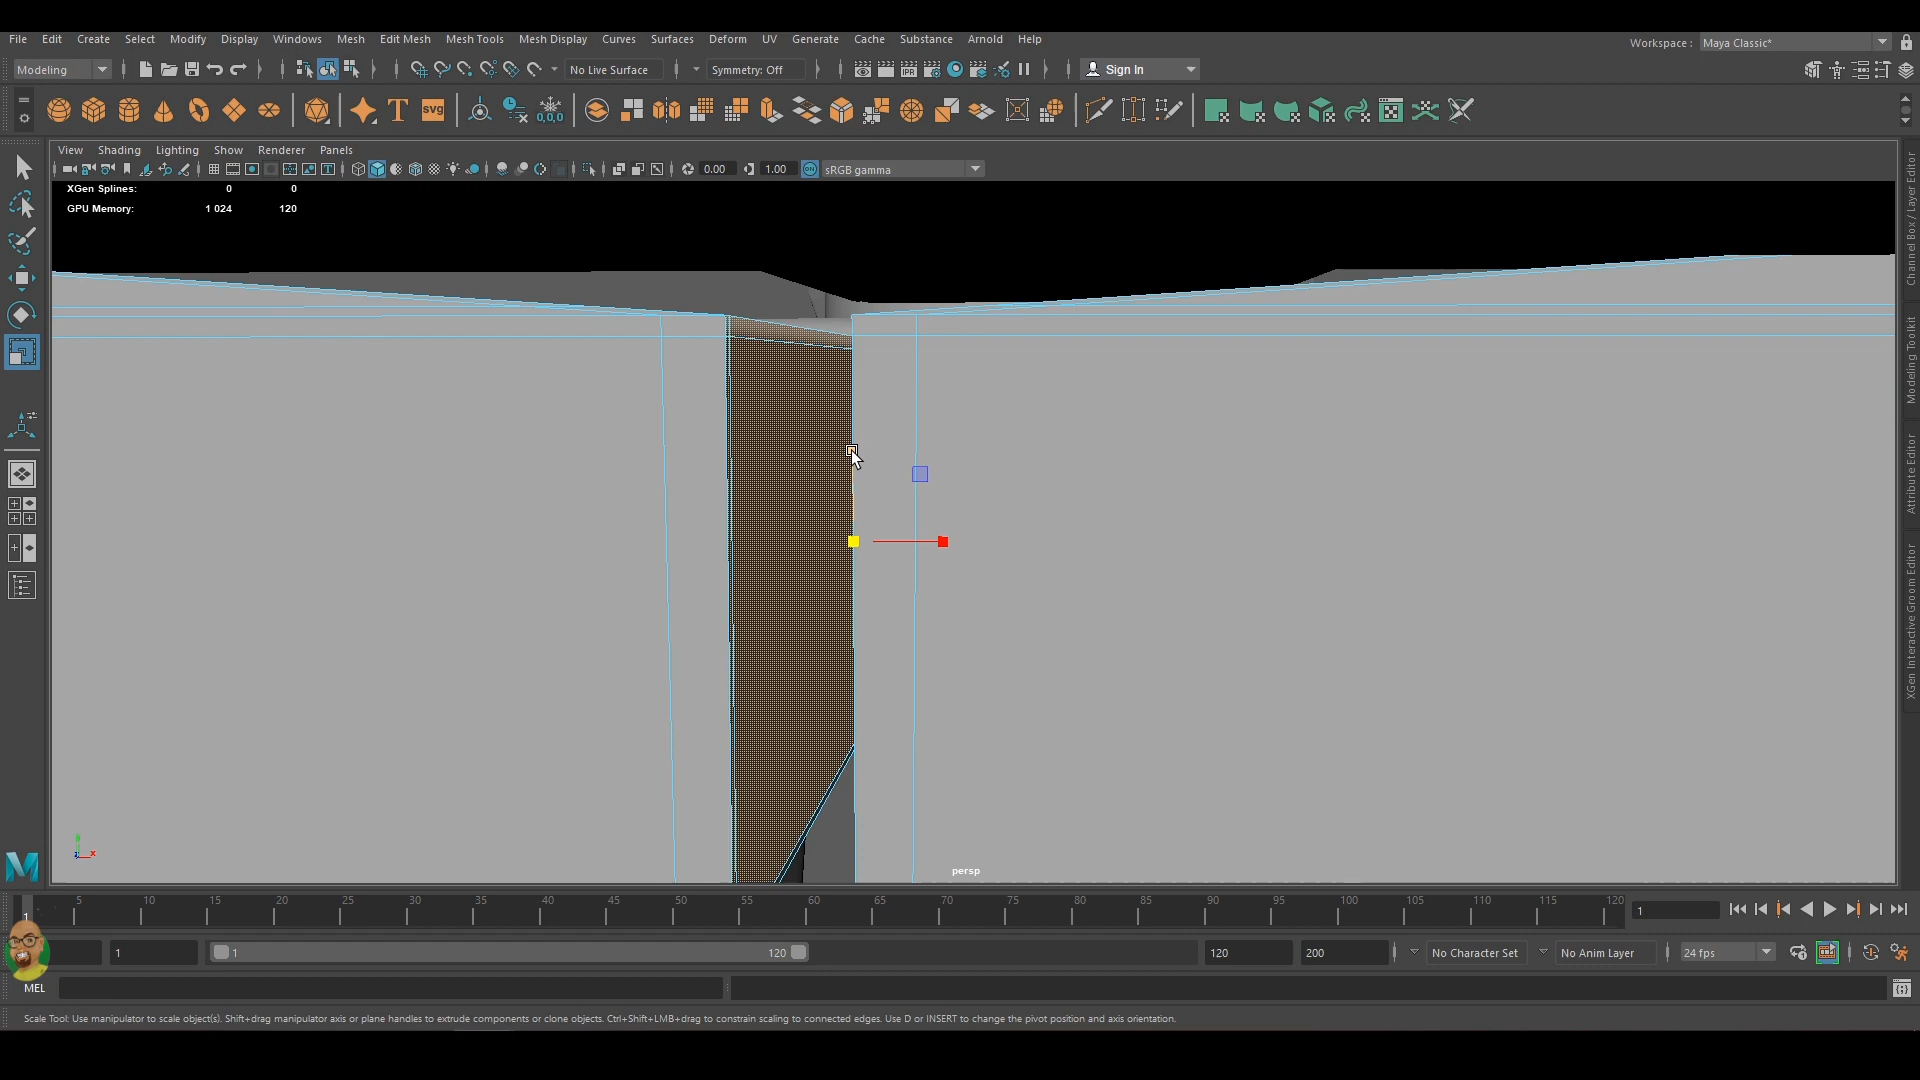 File Edit Create Select Modify Display Windows Mesh Edit Mesh Mesh Tools Mesh Display Curves Surfaces Deform UV Generate Cache Substance Arnold Help
Workspace : Maya Classic*
Modeling No Live Surface Symmetry: Off IPR Sign In
T SVG 0,0,0
View Shading Lighting Show Renderer Panels
0.00 1.00 ON sRGB gamma
XGen Splines: 0 0
GPU Memory: 1 024 120
Channel Box / Layer Editor
Modeling Toolkit
Attribute Editor
XGen Interactive Groom Editor
x
persp
5 10 15 20 25 30 35 40 45 50 55 60 65 70 75 80 85 90 95 100 105 110 115 120
1 1
1 1 120 120 200 No Character Set No Anim Layer 24 fps
MEL
Scale Tool: Use manipulator to scale object(s). Shift+drag manipulator axis or plane handles to extrude components or clone objects. Ctrl+Shift+LMB+drag to constrain scaling to connected edges. Use D or INSERT to change the pivot position and axis orientation.